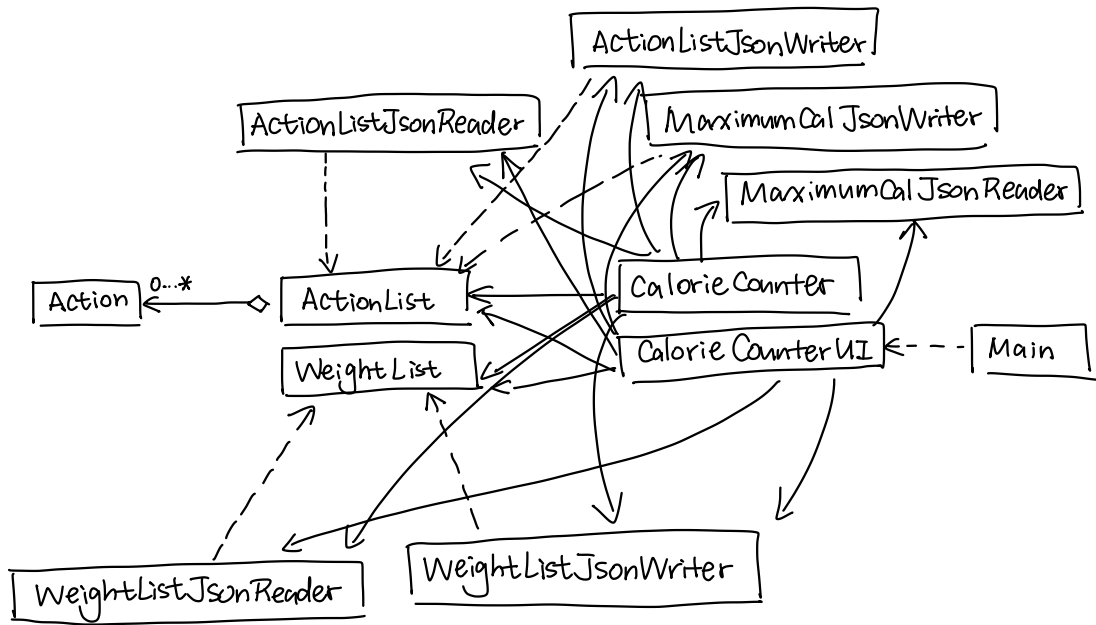 ActionListJsonWriter
ActionListJsonReader
MaximumCalJsonWriter
MaximumCalJsonReader
0...*
Action
ActionList
CalorieCounter
WeightList
CalorieCounterUI
Main
WeightListJsonReader
WeightListJsonWriter